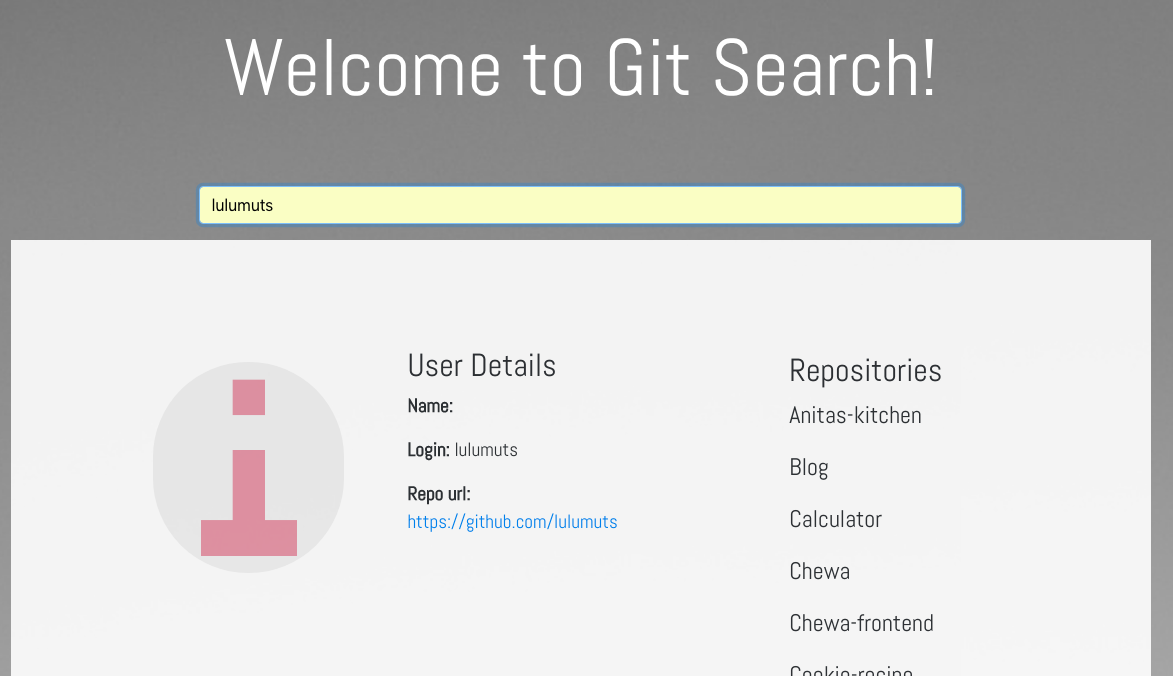 Welcome to Git Search!
lulumuts
User Details
Name:
Login: lulumuts
Repo url:
https://github.com/lulumuts
Repositories
Anitas-kitchen
Blog
Calculator
Chewa
Chewa-frontend